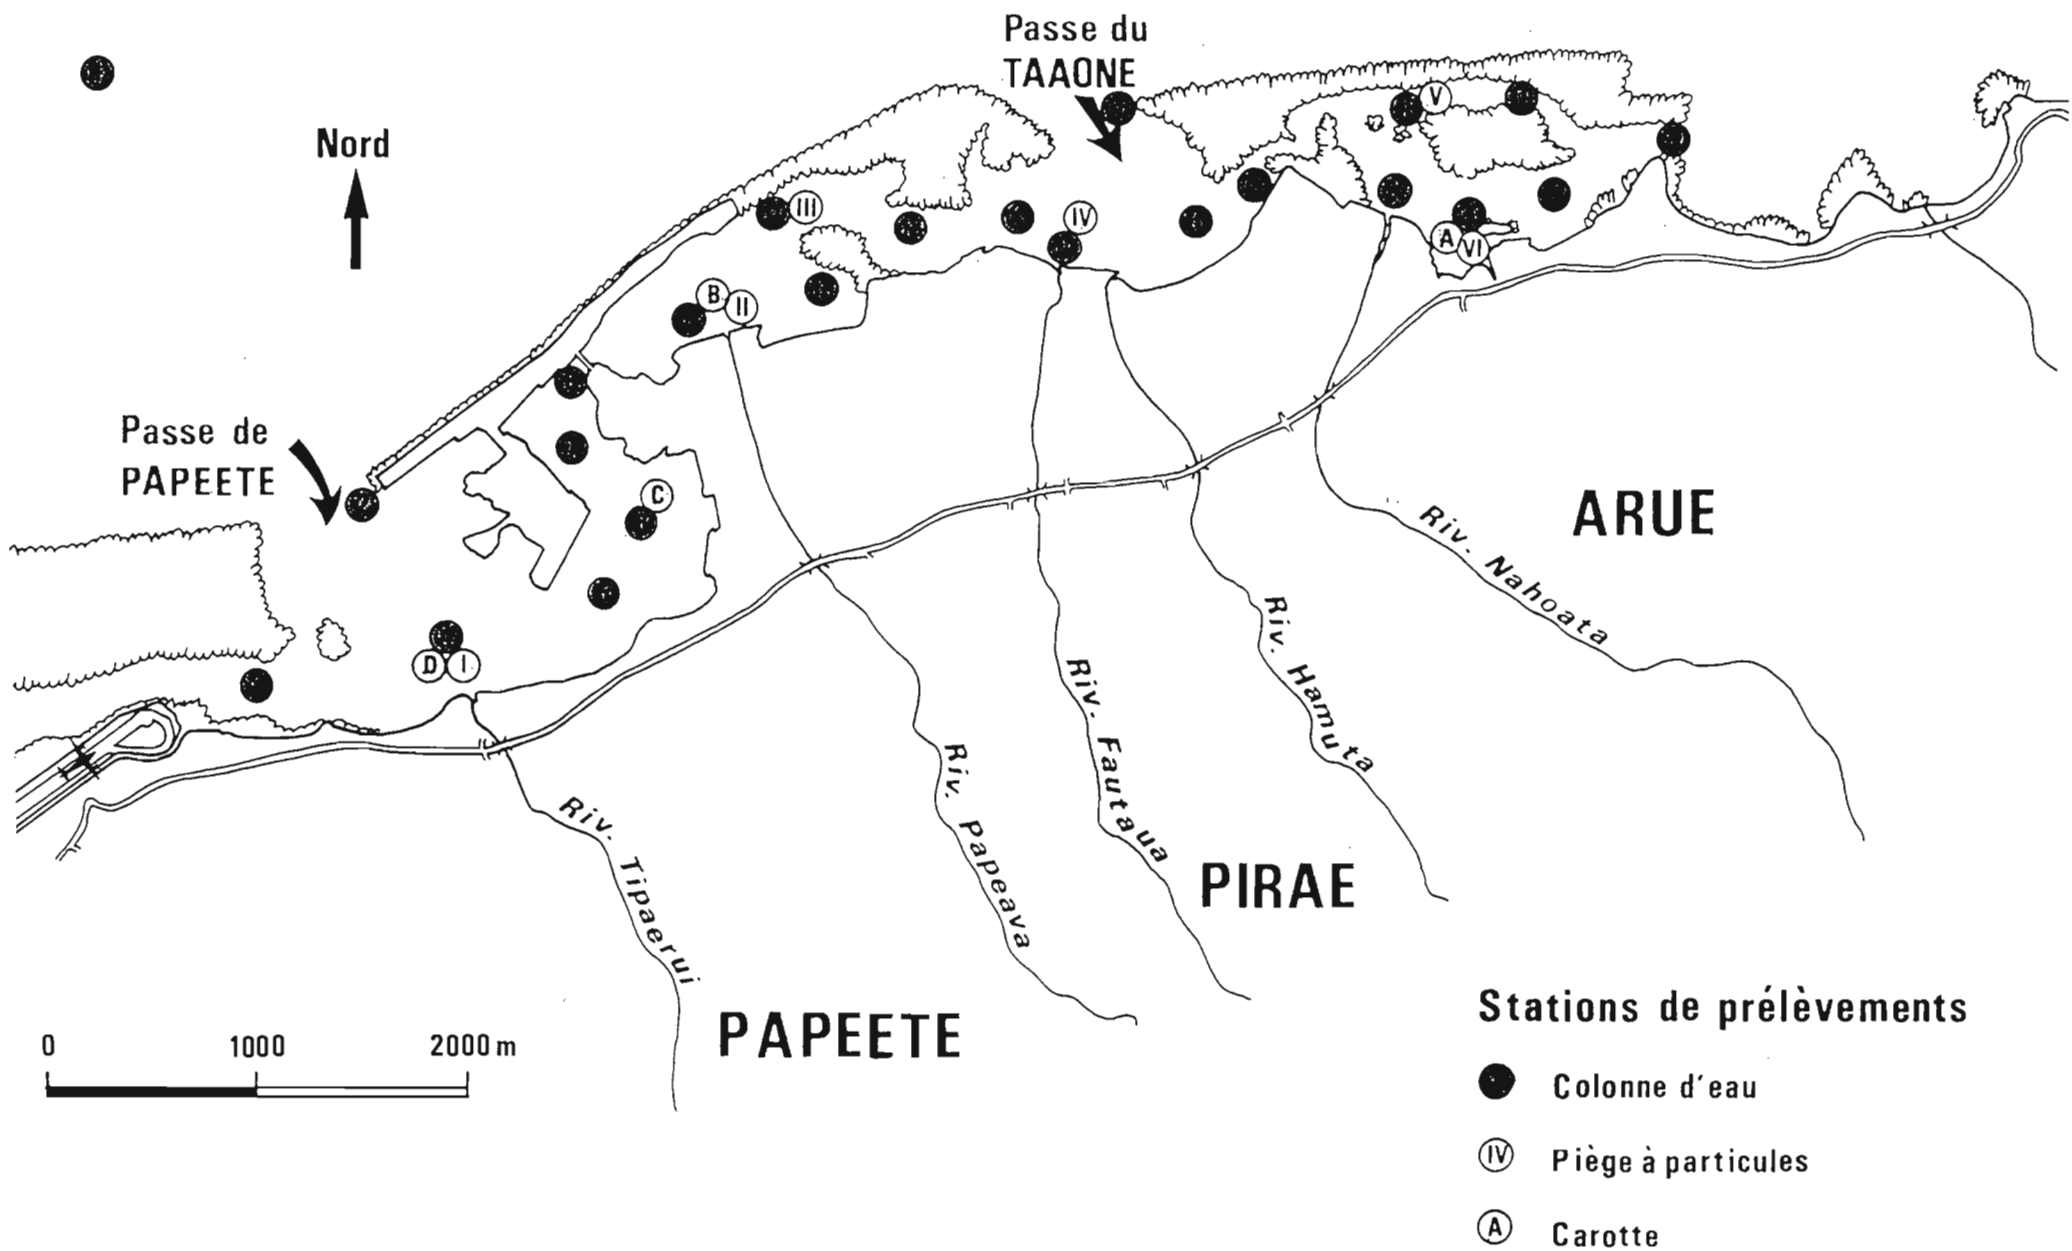 Passe du
TAAONE
Nord
V
III
IV
A
VI
B
II
Passe de
PAPEETE
C
ARUE
Riv. Nahoata
D
I
Riv. Hamuta
Riv. Fautaua
Riv. Papeava
Riv. Tipaerui
PIRAE
PAPEETE
0 1000 2000 m
Stations de prélèvements
Colonne d'eau
IV Piège à particules
A Carotte